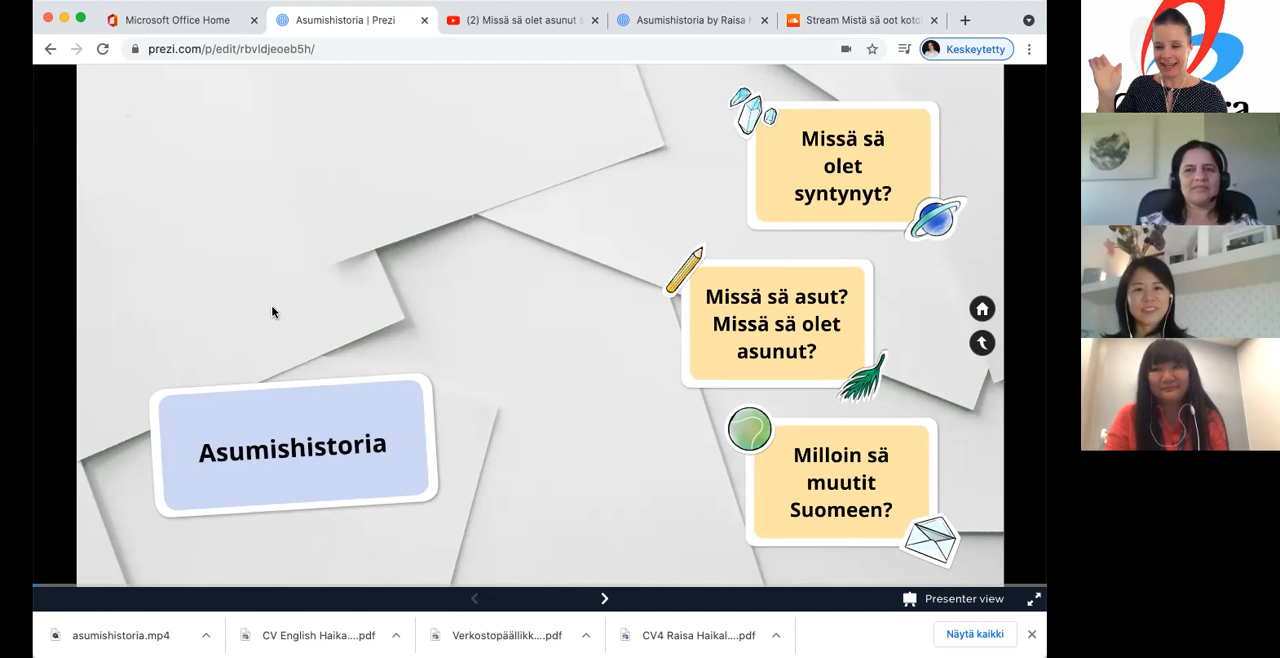 Microsoft Office Home
Asumishistoria | Prezi
(2) Missä sä olet asunut s
Asumishistoria by Raisa H
Stream Mistä sä oot koto
prezi.com/p/edit/rbvldjeoeb5h/
Keskeytetty
Missä sä
olet
syntynyt?
Missä sä asut?
Missä sä olet
asunut?
Asumishistoria
Milloin sä
muutit
Suomeen?
Presenter view
asumishistoria.mp4
CV English Haika....pdf
Verkostopäällikk....pdf
CV4 Raisa Haikal....pdf
Näytä kaikki